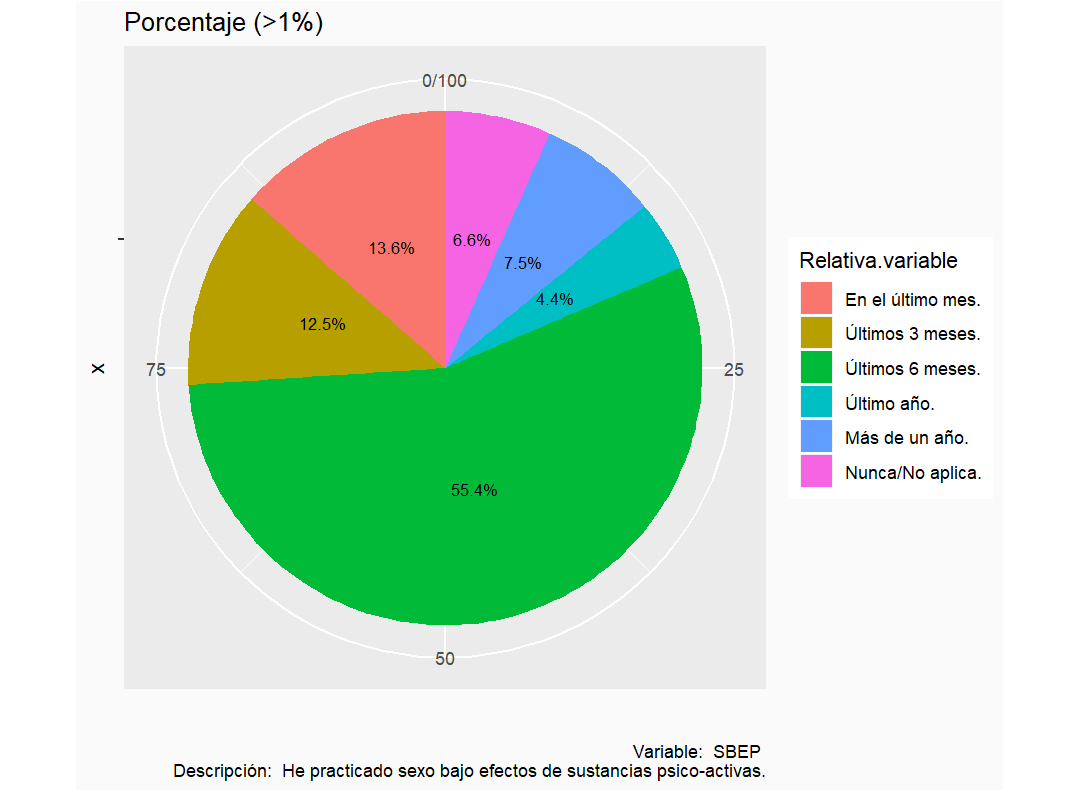 Porcentaje (>1%)
0/100
13.6%
6.6%
7.5%
4.4%
12.5%
75
25
x
55.4%
50
Relativa.variable
En el último mes.
Últimos 3 meses.
Últimos 6 meses.
Último año.
Más de un año.
Nunca/No aplica.
Variable:  SBEP
Descripción:  He practicado sexo bajo efectos de sustancias psico-activas.